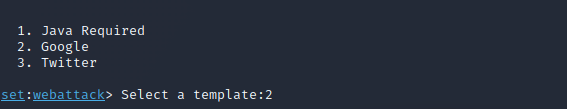 1. Java Required
2. Google
3. Twitter
set:webattack> Select a template:2